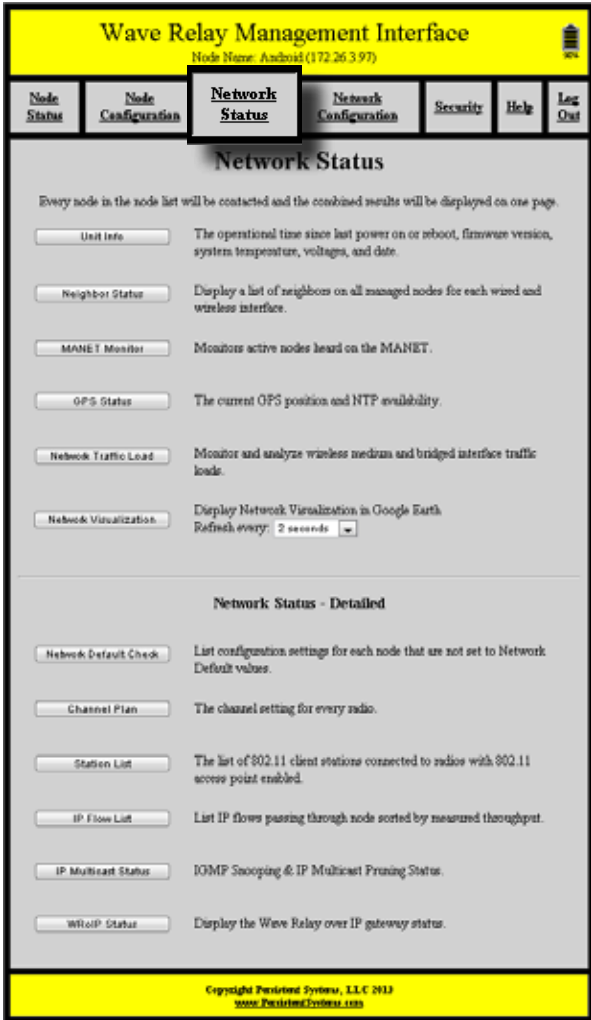 Wave Relay Management Interface
Node Name: Android (172.26.3.97)
90%
Node Status
Node Configuration
Network Status
Network Configuration
Security
Help
Log Out
Network Status
Every node in the node list will be contacted and the combined results will be displayed on one page.
Unit Info
The operational time since last power on or reboot, firmware version,
system temperature, voltages, and date.
Neighbor Status
Display a list of neighbors on all managed nodes for each wired and
wireless interface.
MANET Monitor
Monitors active nodes heard on the MANET.
GPS Status
The current GPS position and NTP availability.
Network Traffic Load
Monitor and analyze wireless medium and bridged interface traffic
loads.
Network Visualization
Display Network Visualization in Google Earth
Refresh every: 2 seconds
Network Status - Detailed
Network Default Check
List configuration settings for each node that are not set to Network
Default values.
Channel Plan
The channel setting for every radio.
Station List
The list of 802.11 client stations connected to radios with 802.11
access point enabled.
IP Flow List
List IP flows passing through node sorted by measured throughput.
IP Multicast Status
IGMP Snooping & IP Multicast Pruning Status.
WRoIP Status
Display the Wave Relay over IP gateway status.
Copyright Persistent Systems, LLC 2013
www.PersistentSystems.com